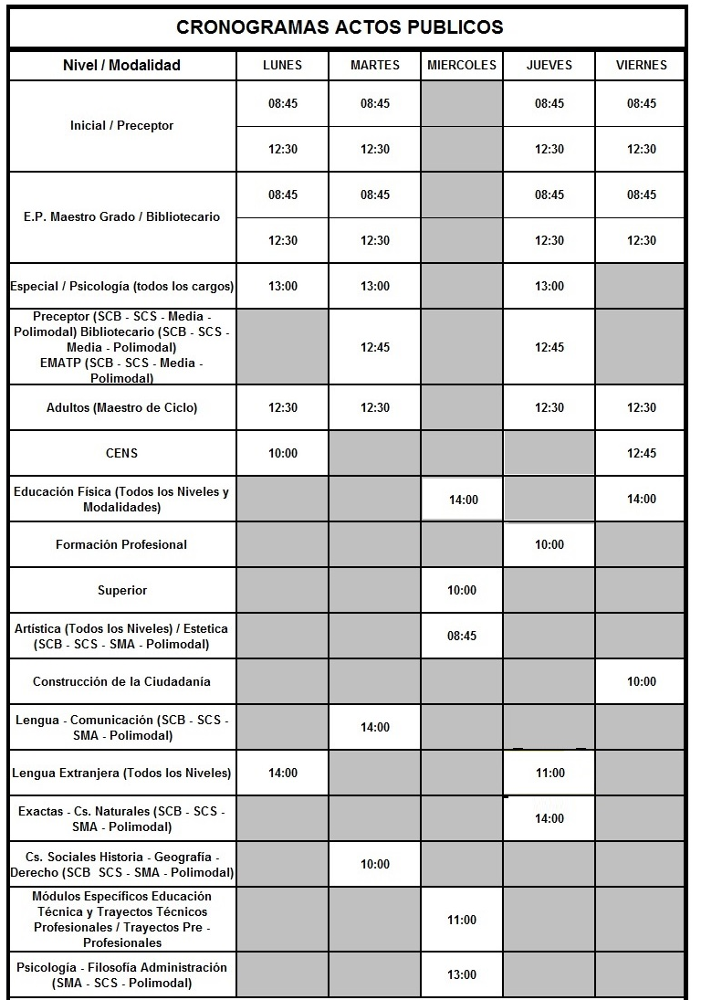 CRONOGRAMAS ACTOS PUBLICOS
Nivel / Modalidad LUNES MARTES MIERCOLES JUEVES VIERNES
Inicial / Preceptor
08:45 08:45 08:45 08:45
12:30 12:30 12:30 12:30
E.P. Maestro Grado / Bibliotecario
08:45 08:45 08:45 08:45
12:30 12:30 12:30 12:30
Especial / Psicología (todos los cargos) 13:00 13:00 13:00
Preceptor (SCB - SCS - Media -
Polimodal) Bibliotecario (SCB - SCS -
Media - Polimodal)
EMATP (SCB - SCS - Media -
Polimodal)
12:45 12:45
Adultos (Maestro de Ciclo) 12:30 12:30 12:30 12:30
CENS 10:00 12:45
Educación Física (Todos los Niveles y
Modalidades)
14:00 14:00
Formación Profesional 10:00
Superior 10:00
Artística (Todos los Niveles) / Estetica
(SCB - SCS - SMA - Polimodal)
08:45
Construcción de la Ciudadanía 10:00
Lengua - Comunicación (SCB - SCS -
SMA - Polimodal)
14:00
Lengua Extranjera (Todos los Niveles) 14:00 11:00
Exactas - Cs. Naturales (SCB - SCS -
SMA - Polimodal)
14:00
Cs. Sociales Historia - Geografía -
Derecho (SCB  SCS - SMA - Polimodal)
10:00
Módulos Específicos Educación
Técnica y Trayectos Técnicos
Profesionales / Trayectos Pre -
Profesionales
11:00
Psicología - Filosofía Administración
(SMA - SCS - Polimodal)
13:00